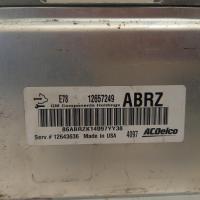 E78 12657249 ABRZ
GM Components Holdings
86ABRZK14097YY38
Made in USA 4097 ACDelco
Serv.# 12643636